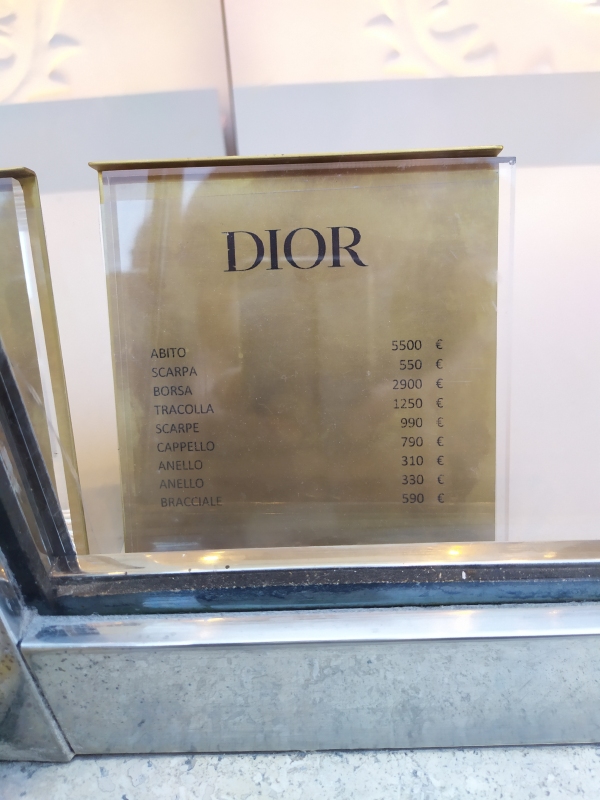 DIOR
ABITO 5500 €
SCARPA 550 €
BORSA 2900 €
TRACOLLA 1250 €
SCARPE 990 €
CAPPELLO 790 €
ANELLO 310 €
ANELLO 330 €
BRACCIALE 590 €